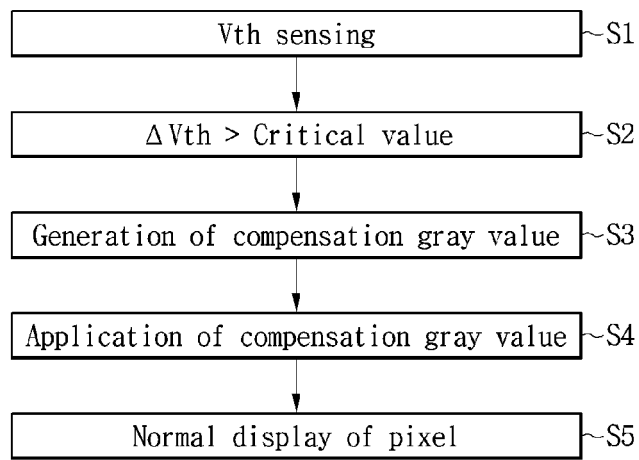 Vth sensing ~S1
ΔVth > Critical value ~S2
Generation of compensation gray value ~S3
Application of compensation gray value ~S4
Normal display of pixel ~S5